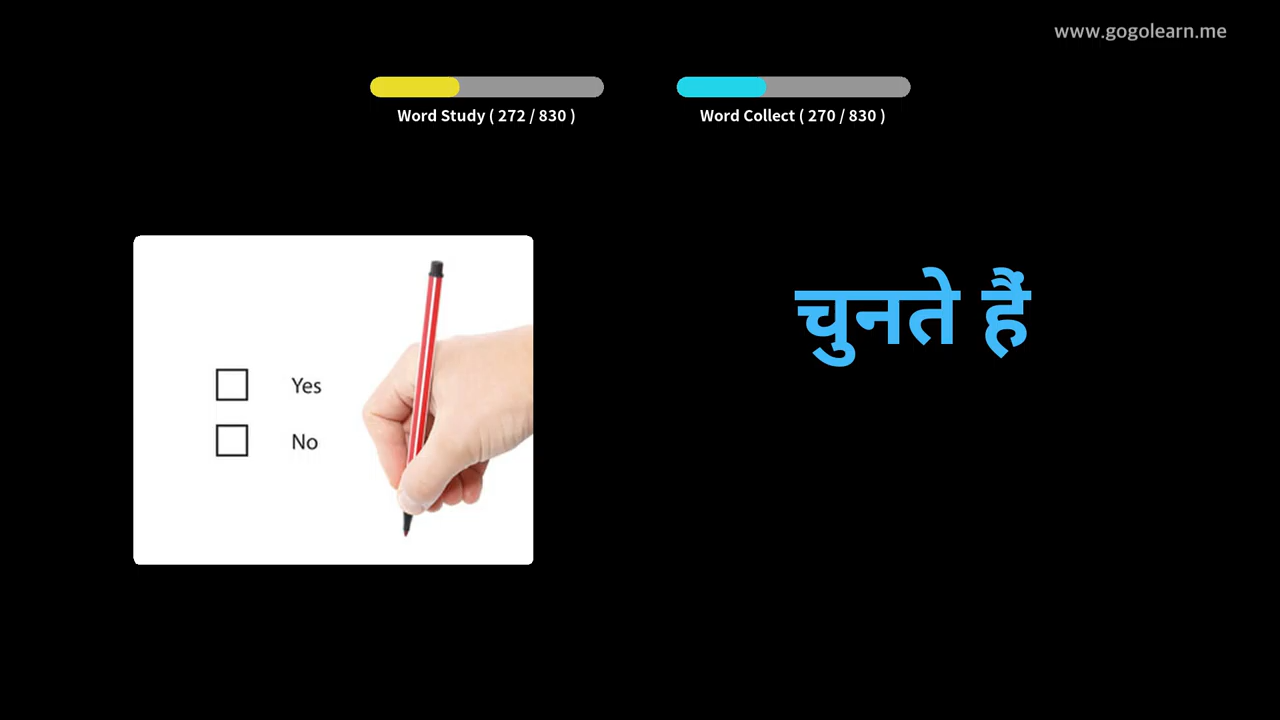 www.gogolearn.me
Word Study ( 272 / 830 )
Word Collect ( 270 / 830 )
चुनते हैं
Yes
No